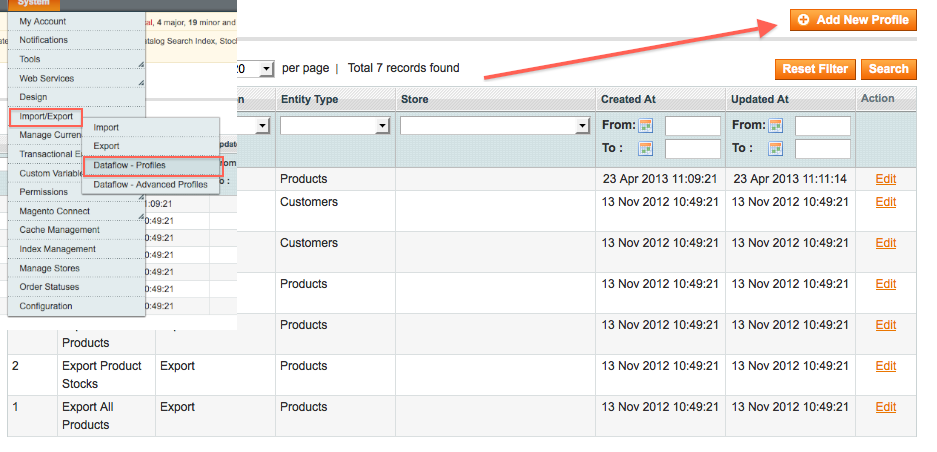 System
My Account
Notifications
Tools
Web Services
Design
Import/Export
Manage Curren
Transactional E
Custom Variable
Permissions
Magento Connect
Cache Management
Index Management
Manage Stores
Order Statuses
Configuration
Import
Export
Dataflow - Profiles
Dataflow - Advanced Profiles
al, 4 major, 19 minor and
atalog Search Index, Stock
Add New Profile
20 per page | Total 7 records found
Reset Filter Search
Entity Type Store Created At Updated At Action
From: From:
To : To :
Products 23 Apr 2013 11:09:21 23 Apr 2013 11:11:14 Edit
Customers 13 Nov 2012 10:49:21 13 Nov 2012 10:49:21 Edit
Customers 13 Nov 2012 10:49:21 13 Nov 2012 10:49:21 Edit
Products 13 Nov 2012 10:49:21 13 Nov 2012 10:49:21 Edit
Products 13 Nov 2012 10:49:21 13 Nov 2012 10:49:21 Edit
Products
2 Export Product Export Products 13 Nov 2012 10:49:21 13 Nov 2012 10:49:21 Edit
Stocks
1 Export All Export Products 13 Nov 2012 10:49:21 13 Nov 2012 10:49:21 Edit
Products